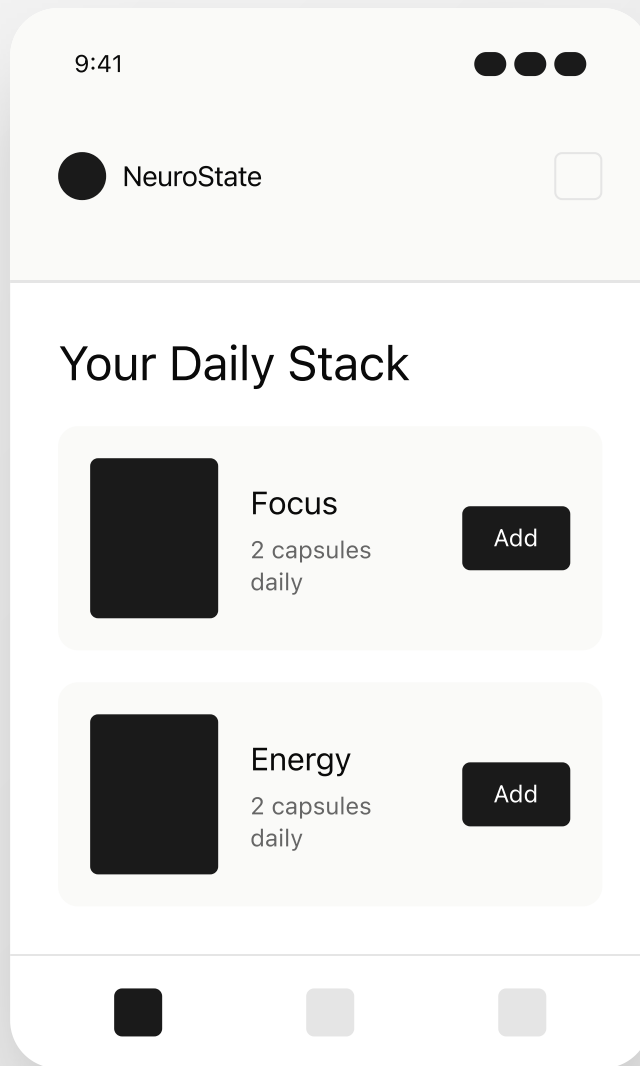 9:41
NeuroState
Your Daily Stack
Focus
2 capsules
daily
Add
Energy
2 capsules
daily
Add